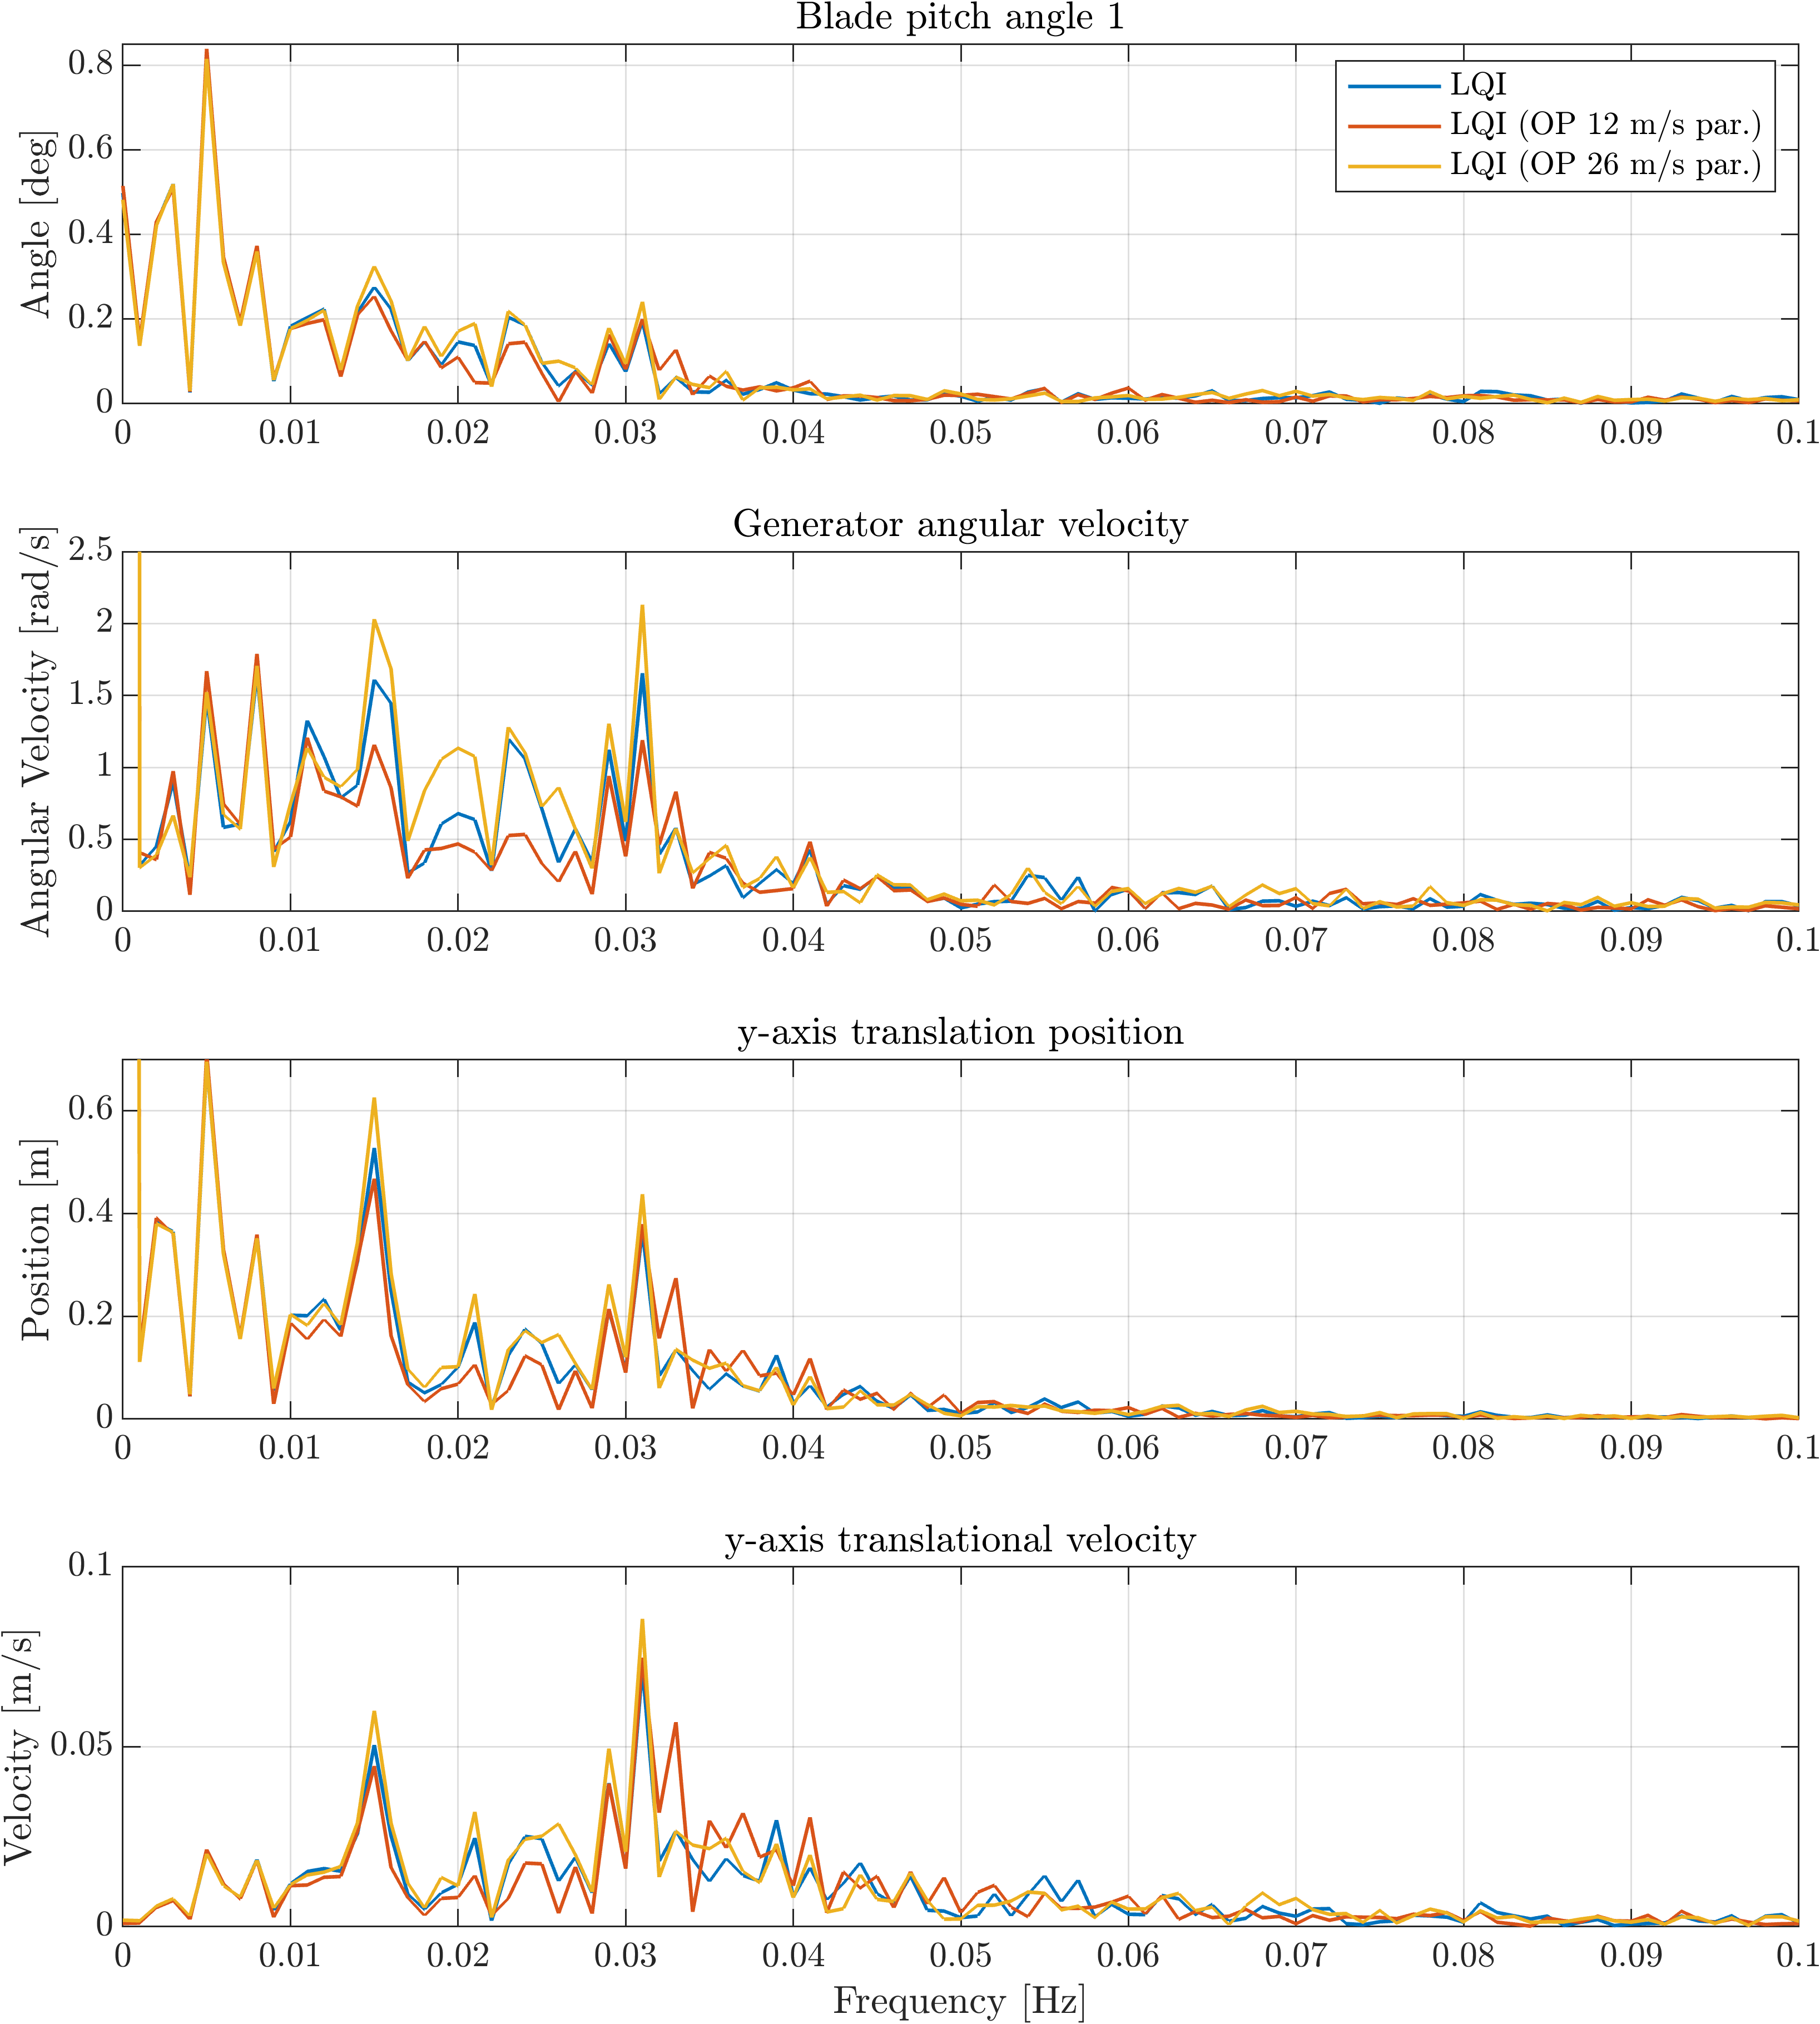 Blade pitch angle 1
Angle [deg]
0.8
0.6
0.4
0.2
0
LQI
LQI (OP 12 m/s par.)
LQI (OP 26 m/s par.)
0 0.01 0.02 0.03 0.04 0.05 0.06 0.07 0.08 0.09 0.1
Generator angular velocity
Angular Velocity [rad/s]
2.5
2
1.5
1
0.5
0
0 0.01 0.02 0.03 0.04 0.05 0.06 0.07 0.08 0.09 0.1
y-axis translation position
Position [m]
0.6
0.4
0.2
0
0 0.01 0.02 0.03 0.04 0.05 0.06 0.07 0.08 0.09 0.1
y-axis translational velocity
Velocity [m/s]
0.1
0.05
0
0 0.01 0.02 0.03 0.04 0.05 0.06 0.07 0.08 0.09 0.1
Frequency [Hz]